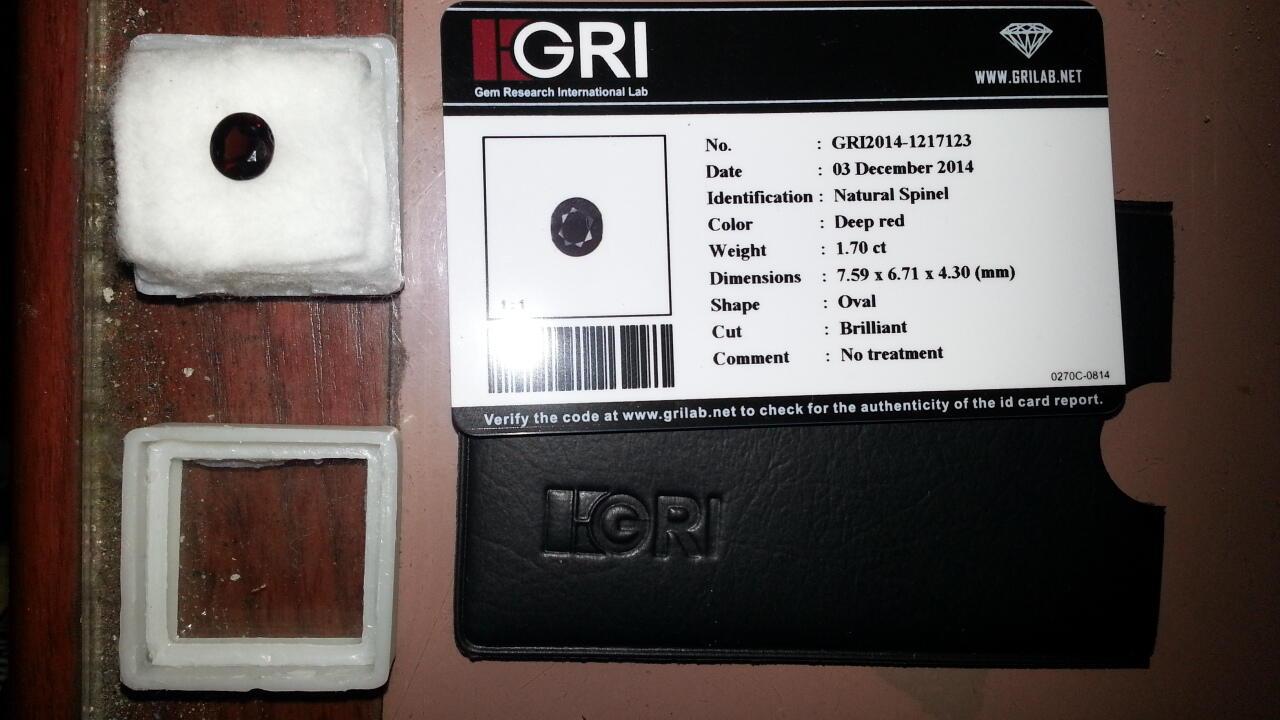 GRI
Gem Research International Lab
WWW.GRILAB.NET
No. : GRI2014-1217123
Date : 03 December 2014
Identification : Natural Spinel
Color : Deep red
Weight : 1.70 ct
Dimensions : 7.59 x 6.71 x 4.30 (mm)
Shape : Oval
Cut : Brilliant
Comment : No treatment
1:1
0270C-0814
Verify the code at www.grilab.net to check for the authenticity of the id card report.
GRI